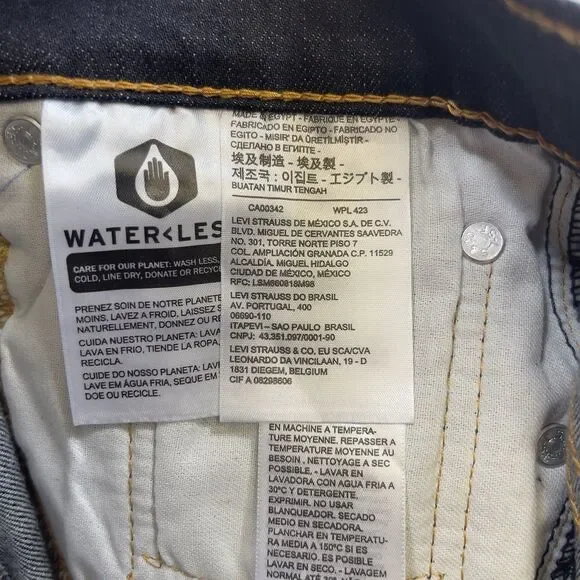 WATER<LES
CARE FOR OUR PLANET: WASH LESS,
COLD, LINE DRY, DONATE OR RECYC
PRENEZ SOIN DE NOTRE PLANETE
MOINS. LAVEZ A FROID, LAISSEZ S
NATURELLEMENT, DONNEZ OU RE
CUIDA NUESTRO PLANETA: LAVA
LAVA EN FRIO, TIENDE LA ROPA,
RECICLA.
CUIDE DO NOSSO PLANETA: LAV
LAVE EM ÁGUA FRIA, SEQUE EM
DOE OU RECICLE.
MADE IN EGYPT - FABRIQUE EN EGYPTE -
FABRICADO EN EGIPTO - FABRICADO NO
EGITO - MISIR' DA ÜRETİLMİŞTİR -
СДЕЛАНО В ЕГИПТЕ -
埃及制造 - 埃及製 -
제조국 : 이집트 - エジプト製 -
BUATAN TIMUR TENGAH
CA00342 WPL 423
LEVI STRAUSS DE MÉXICO S.A. DE C.V.
BLVD. MIGUEL DE CERVANTES SAAVEDRA
NO. 301, TORRE NORTE PISO 7
COL. AMPLIACIÓN GRANADA C.P. 11529
ALCALDÍA. MIGUEL HIDALGO
CIUDAD DE MÉXICO, MÉXICO
RFC: LSM860818M98
LEVI STRAUSS DO BRASIL
AV. PORTUGAL, 400
06690-110
ITAPEVI – SAO PAULO BRASIL
CNPJ: 43.351.097/0001-90
LEVI STRAUSS & CO. EU SCA/CVA
LEONARDO DA VINCILAAN, 19 - D
1831 DIEGEM, BELGIUM
CIF A 08298606
EN MACHINE A TEMPERA-
TURE MOYENNE. REPASSER A
TEMPERATURE MOYENNE AU
BESOIN . NETTOYAGE A SEC
POSSIBLE. - LAVAR EN
LAVADORA CON AGUA FRIA A
30°C Y DETERGENTE.
EXPRIMIR. NO USAR
BLANQUEADOR. SECAR
MEDIO EN SECADORA.
PLANCHAR EN TEMPERATU-
RA MEDIA A 150°C SI ES
NECESARIO. ES POSIBLE
LAVAR EN SECO. - LAVAGEM
NORMAL ATÉ